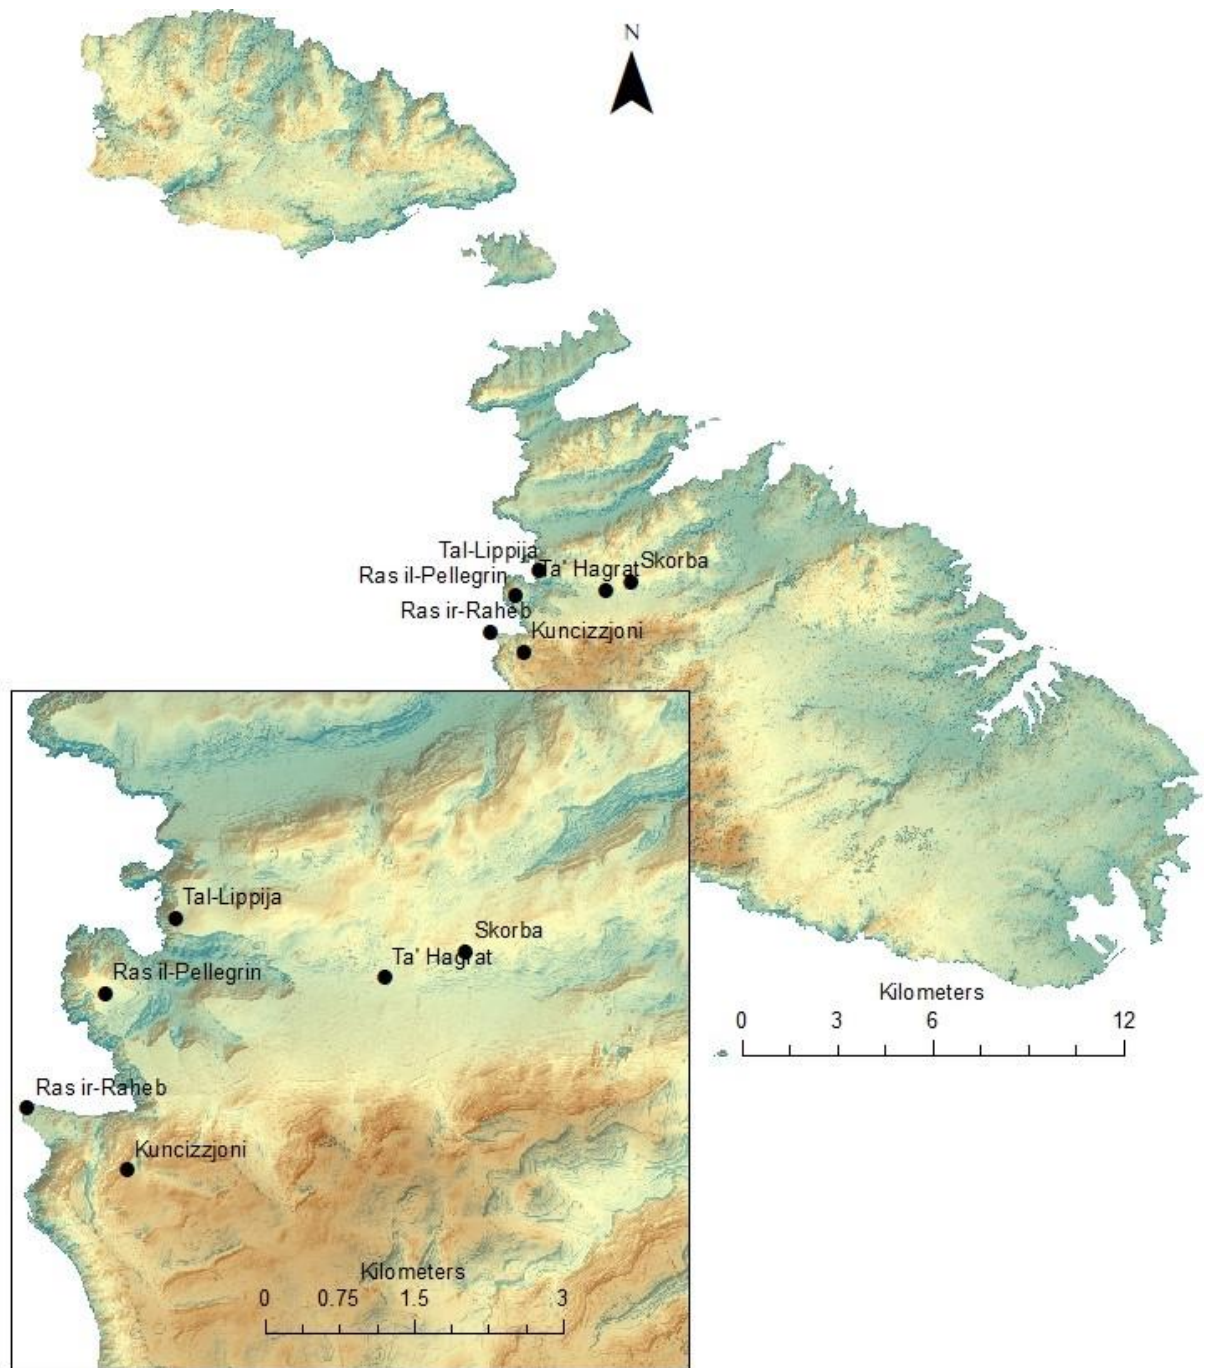 N
Tal-Lippija
Ta' Hagrat
Skorba
Ras il-Pellegrin
Ras ir-Raheb
Kuncizzjoni
Tal-Lippija
Skorba
Ta' Hagrat
Ras il-Pellegrin
Ras ir-Raheb
Kuncizzjoni
Kilometers
0 0.75 1.5 3
Kilometers
0 3 6 12